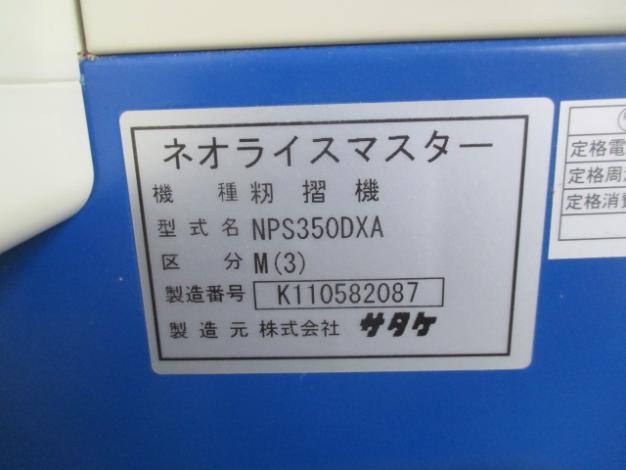 ネオライスマスター
機種 籾摺機
型式名 NPS350DXA
区分 M(3)
製造番号 K110582087
製造元 株式会社 サタケ
定格電
定格周
定格消費